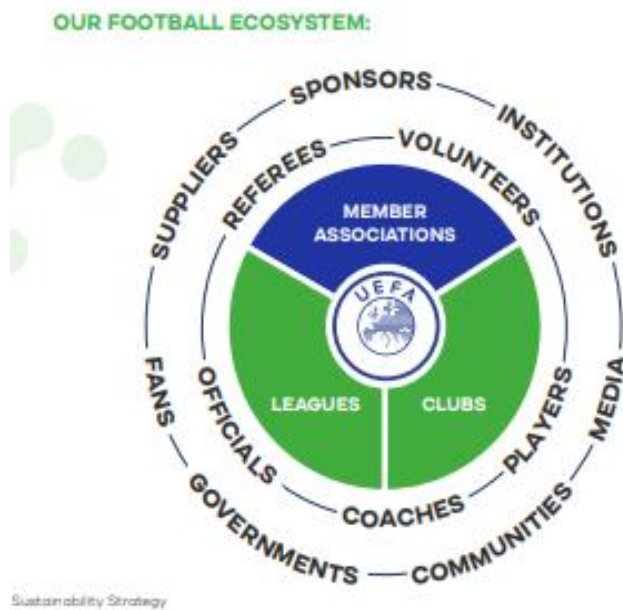 OUR FOOTBALL ECOSYSTEM:
SPONSORS
INSTITUTIONS
MEDIA
COMMUNITIES
GOVERNMENTS
FANS
SUPPLIERS
REFEREES
VOLUNTEERS
PLAYERS
COACHES
OFFICIALS
MEMBER
ASSOCIATIONS
UEFA
LEAGUES
CLUBS
Sustainability Strategy